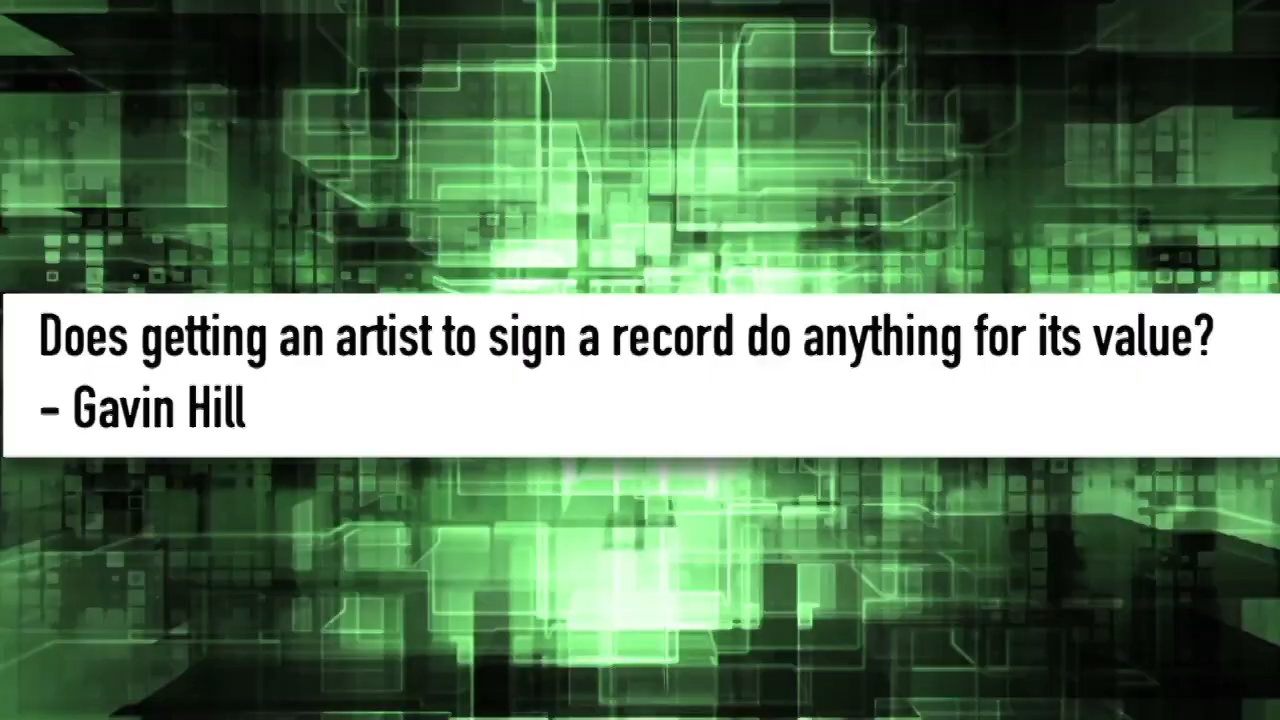 Does getting an artist to sign a record do anything for its value?
- Gavin Hill